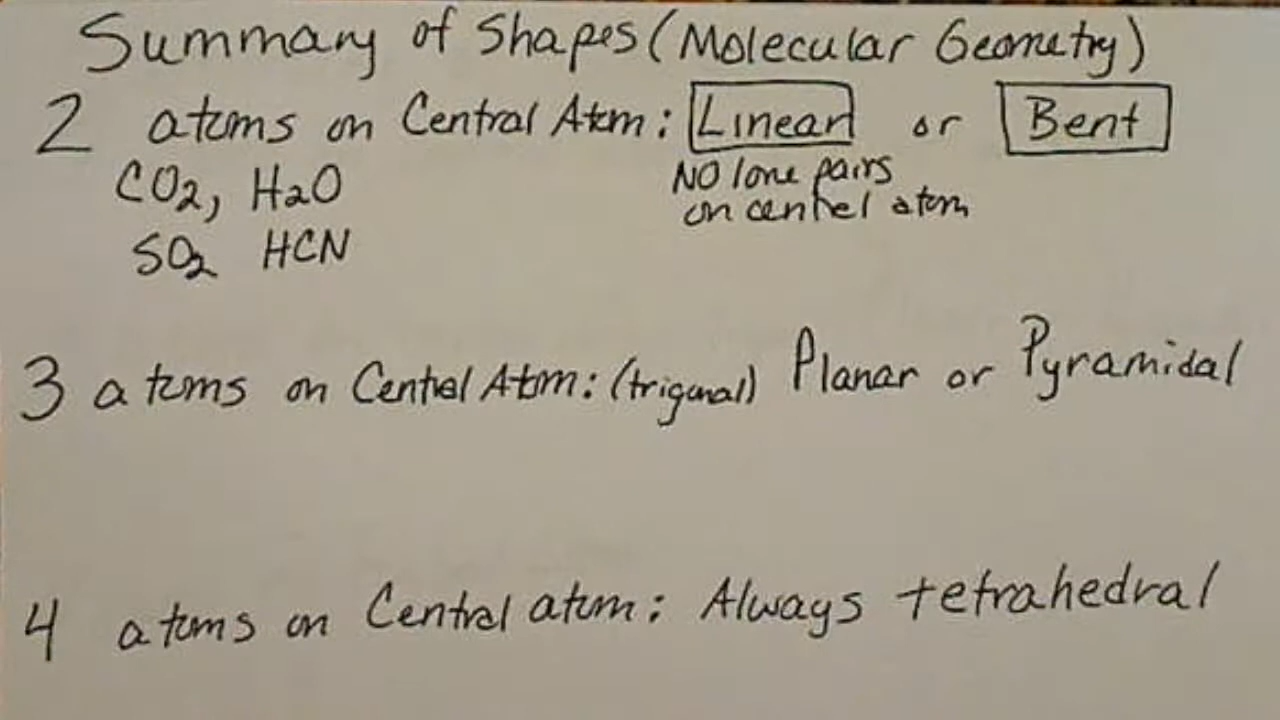 Summary of Shapes (Molecular Geometry)
2 atoms on Central Atom: Linear or Bent
CO2, H2O
NO lone pairs
on central atom
SO2 HCN
3 atoms on Central Atom: (trigonal) Planar or Pyramidal
4 atoms on Central atom: Always tetrahedral